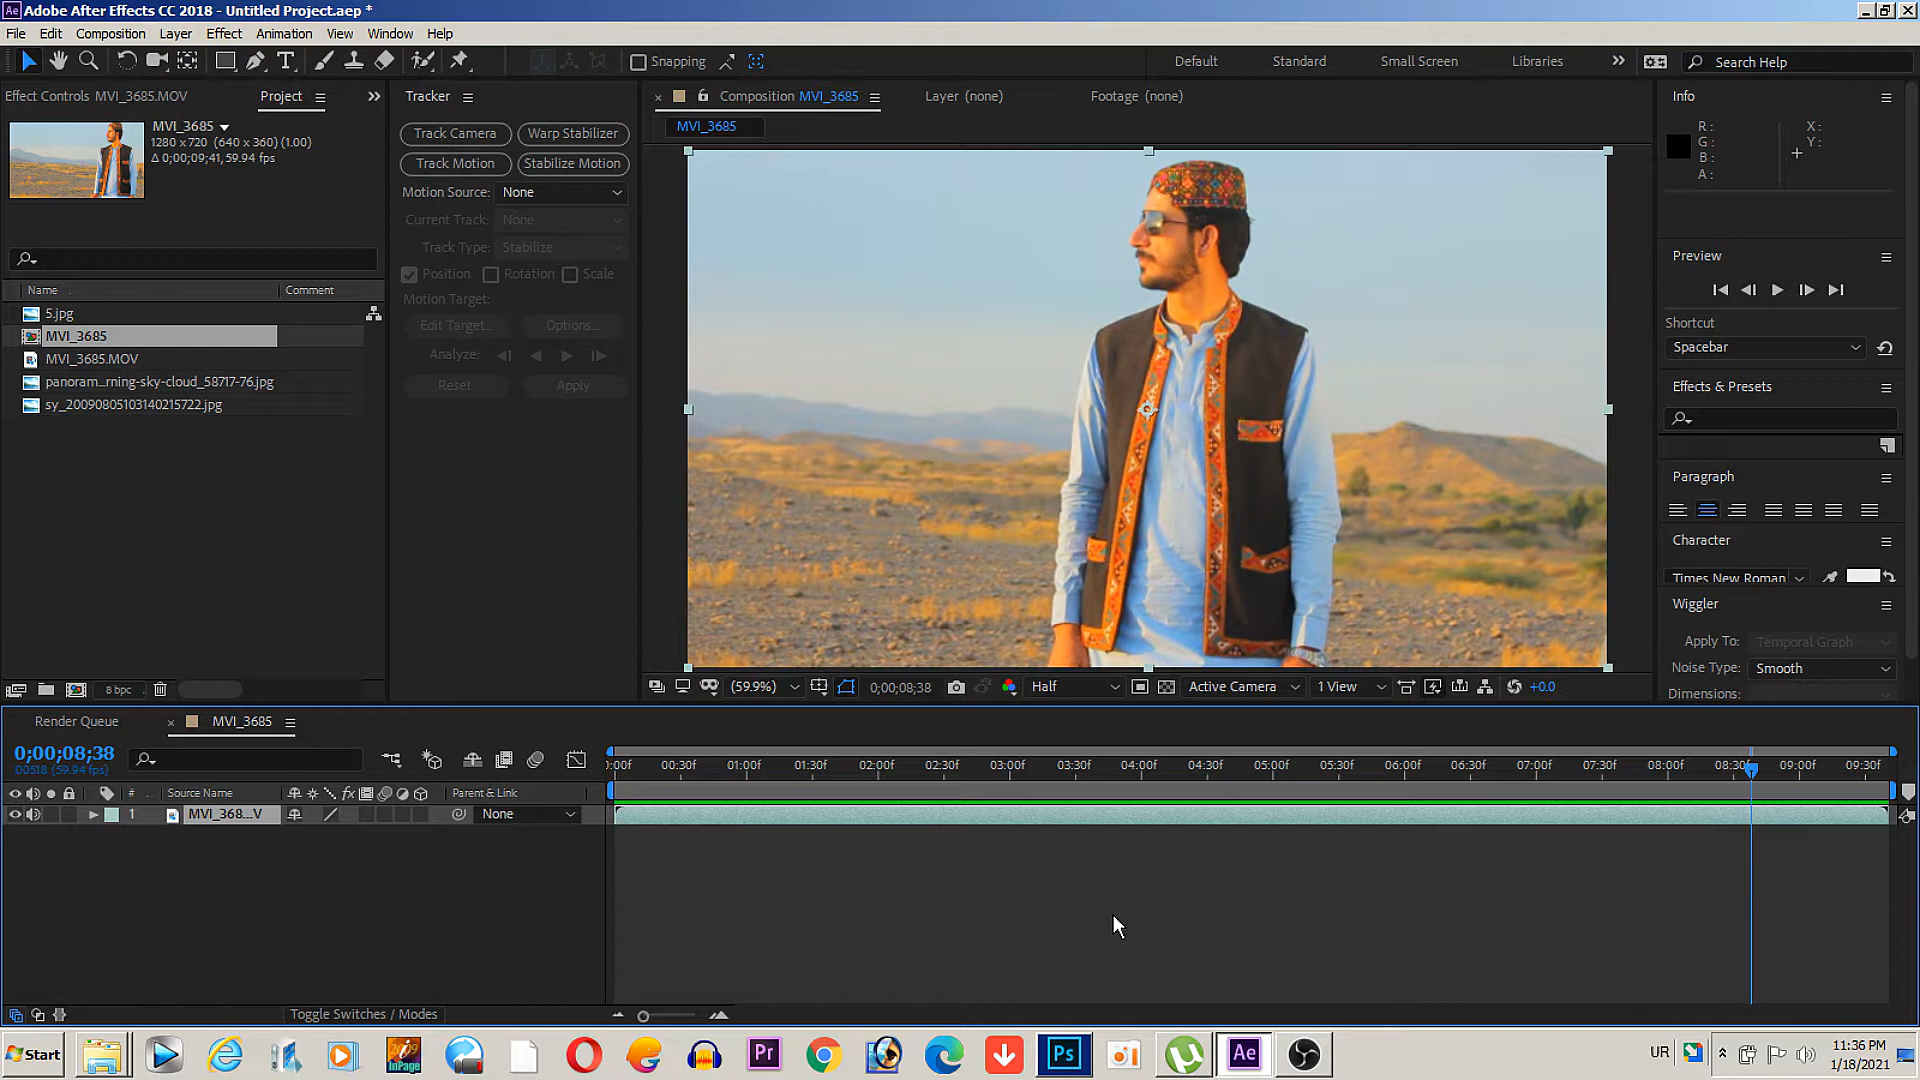 Adobe After Effects CC 2018 - Untitled Project.aep *
File Edit Composition Layer Effect Animation View Window Help
Snapping Default Standard Small Screen Libraries Search Help
Effect Controls MVI_3685.MOV Project
MVI_3685
1280 x 720 (640 x 360) (1.00)
Δ 0;00;09;41, 59.94 fps
Name Comment
5.jpg
MVI_3685
MVI_3685.MOV
panoram...rning-sky-cloud_58717-76.jpg
sy_20090805103140215722.jpg
8 bpc
Tracker
Track Camera Warp Stabilizer
Track Motion Stabilize Motion
Motion Source: None
Current Track: None
Track Type: Stabilize
Position Rotation Scale
Motion Target:
Edit Target... Options...
Analyze:
Reset Apply
Composition MVI_3685 Layer (none) Footage (none)
MVI_3685
(59.9%) 0;00;08;38 Half Active Camera 1 View +0.0
Info
R: X:
G: Y:
B:
A:
Preview
Shortcut
Spacebar
Effects & Presets
Paragraph
Character
Times New Roman
Wiggler
Apply To: Temporal Graph
Noise Type: Smooth
Dimensions:
Render Queue MVI_3685
0;00;08;38
00518 (59.94 fps)
:00f 00:30f 01:00f 01:30f 02:00f 02:30f 03:00f 03:30f 04:00f 04:30f 05:00f 05:30f 06:00f 06:30f 07:00f 07:30f 08:00f 08:30f 09:00f 09:30f
# Source Name fx Parent & Link
1 MVI_368...V None
Toggle Switches / Modes
Start InPage Pr Ps Ae UR 11:36 PM
1/18/2021